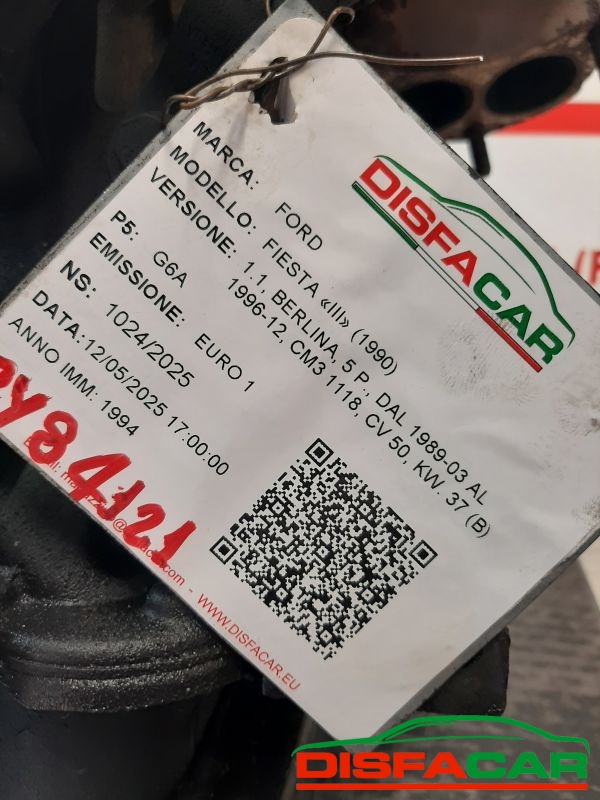 MARCA: FORD
MODELLO: FIESTA «III» (1990)
VERSIONE: 1.1, BERLINA, 5 P., DAL 1989-03 AL
1996-12, CM3 1118, CV 50, KW. 37 (B)
P5: G6A
EMISSIONE: EURO 1
NS: 1024/2025
DATA:12/05/2025 17:00:00
ANNO IMM: 1994
DISFACAR
Y84121
.com - WWW.DISFACAR.EU
DISFACAR